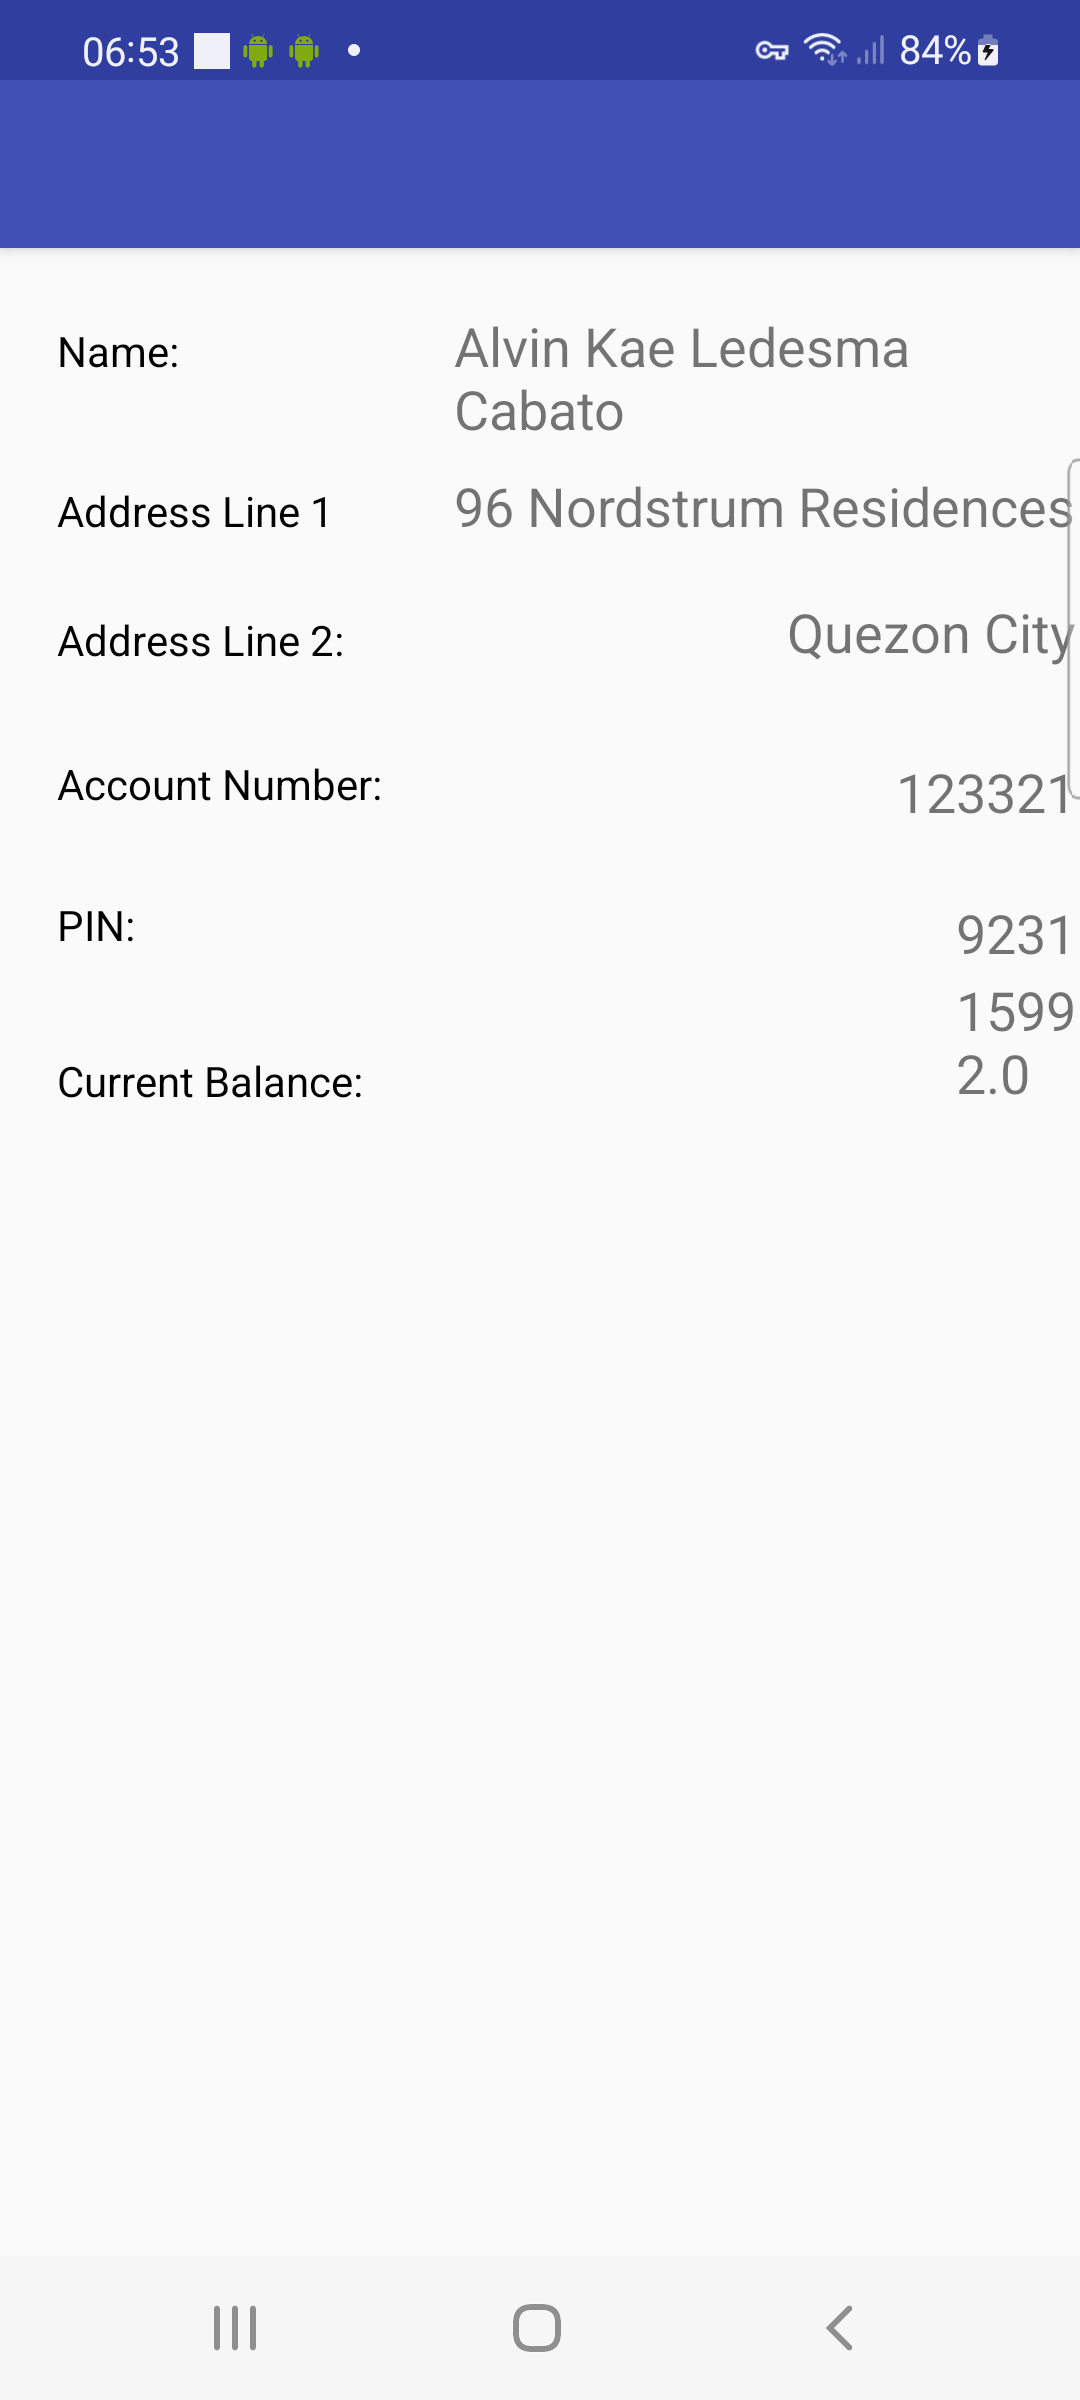 06:53 84%
Name: Alvin Kae Ledesma
Cabato
Address Line 1 96 Nordstrum Residences
Address Line 2: Quezon City
Account Number: 123321
PIN: 9231
1599
Current Balance: 2.0